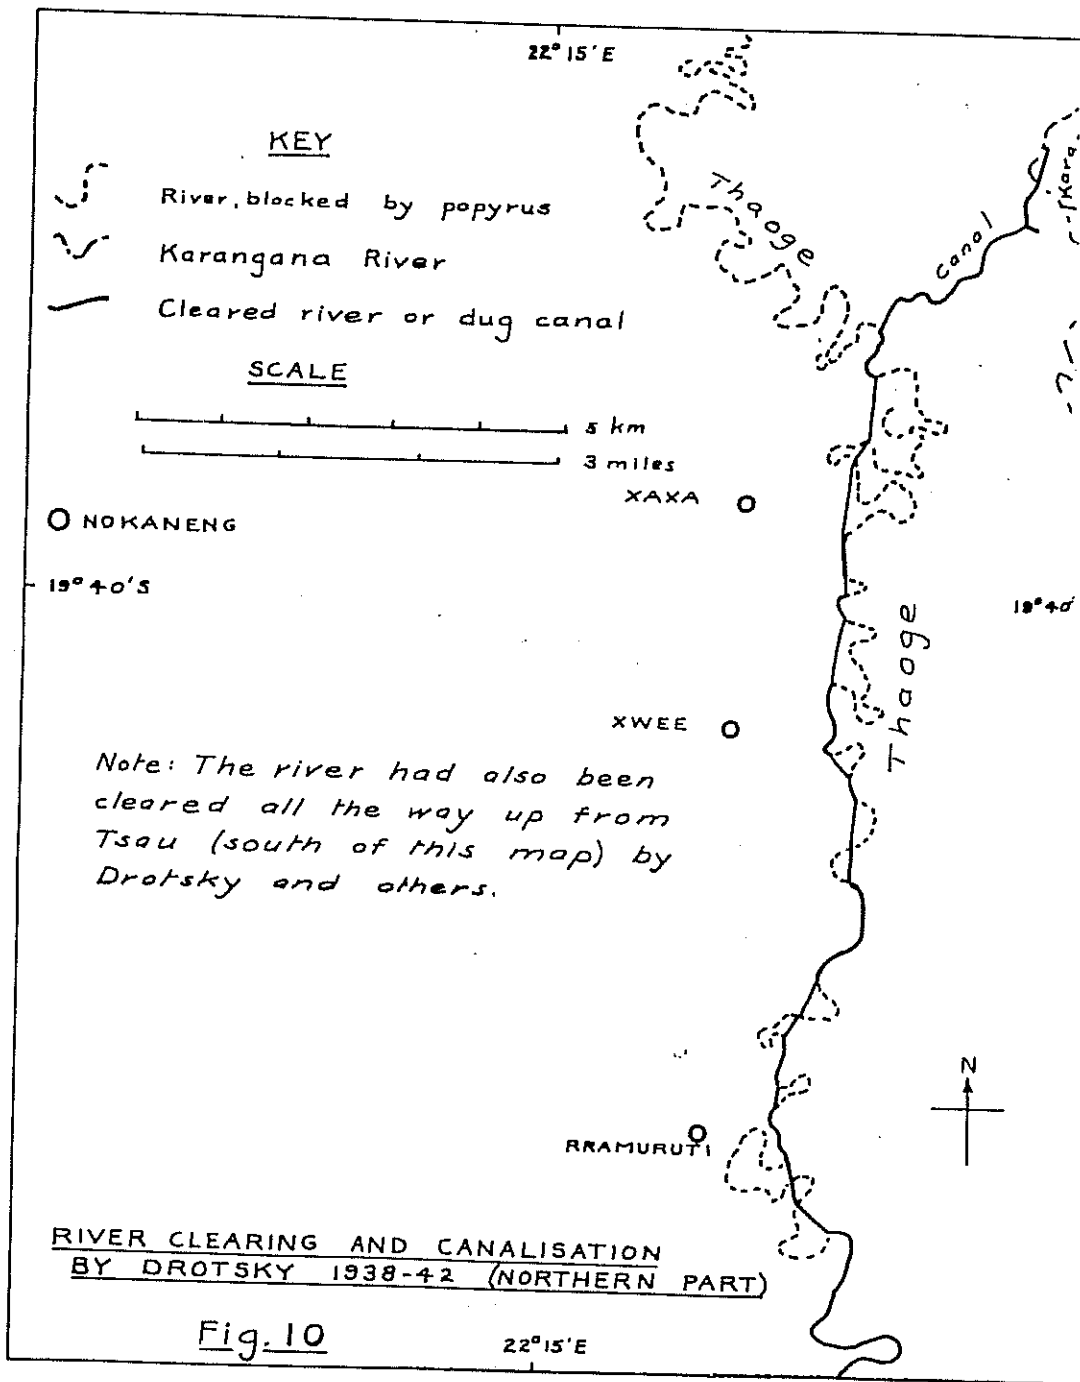 22° 15' E
KEY
River, blocked by popyrus
Karangana River
Cleared river or dug canal
SCALE
5 km
3 miles
Thaoge
Canal
Kara
XAXA
NOKANENG
19° 40' S
19° 40'
Thaoge
XWEE
Note: The river had also been
cleared all the way up from
Tsau (south of this map) by
Drotsky and others.
N
RRAMURUTI
RIVER CLEARING AND CANALISATION
BY DROTSKY 1938-42 (NORTHERN PART)
Fig. 10
22° 15' E